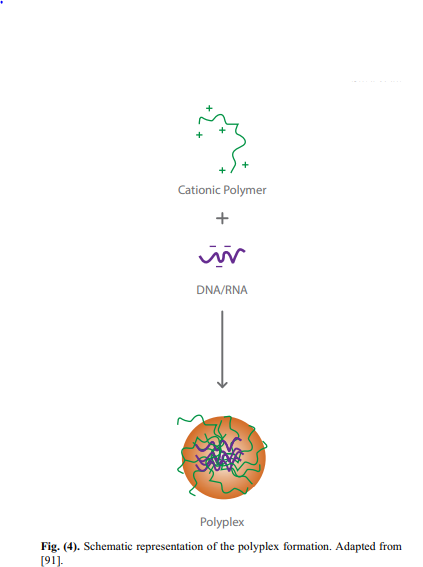 +
+
+
+
+
Cationic Polymer
+
DNA/RNA
Polyplex
Fig. (4). Schematic representation of the polyplex formation. Adapted from
[91].